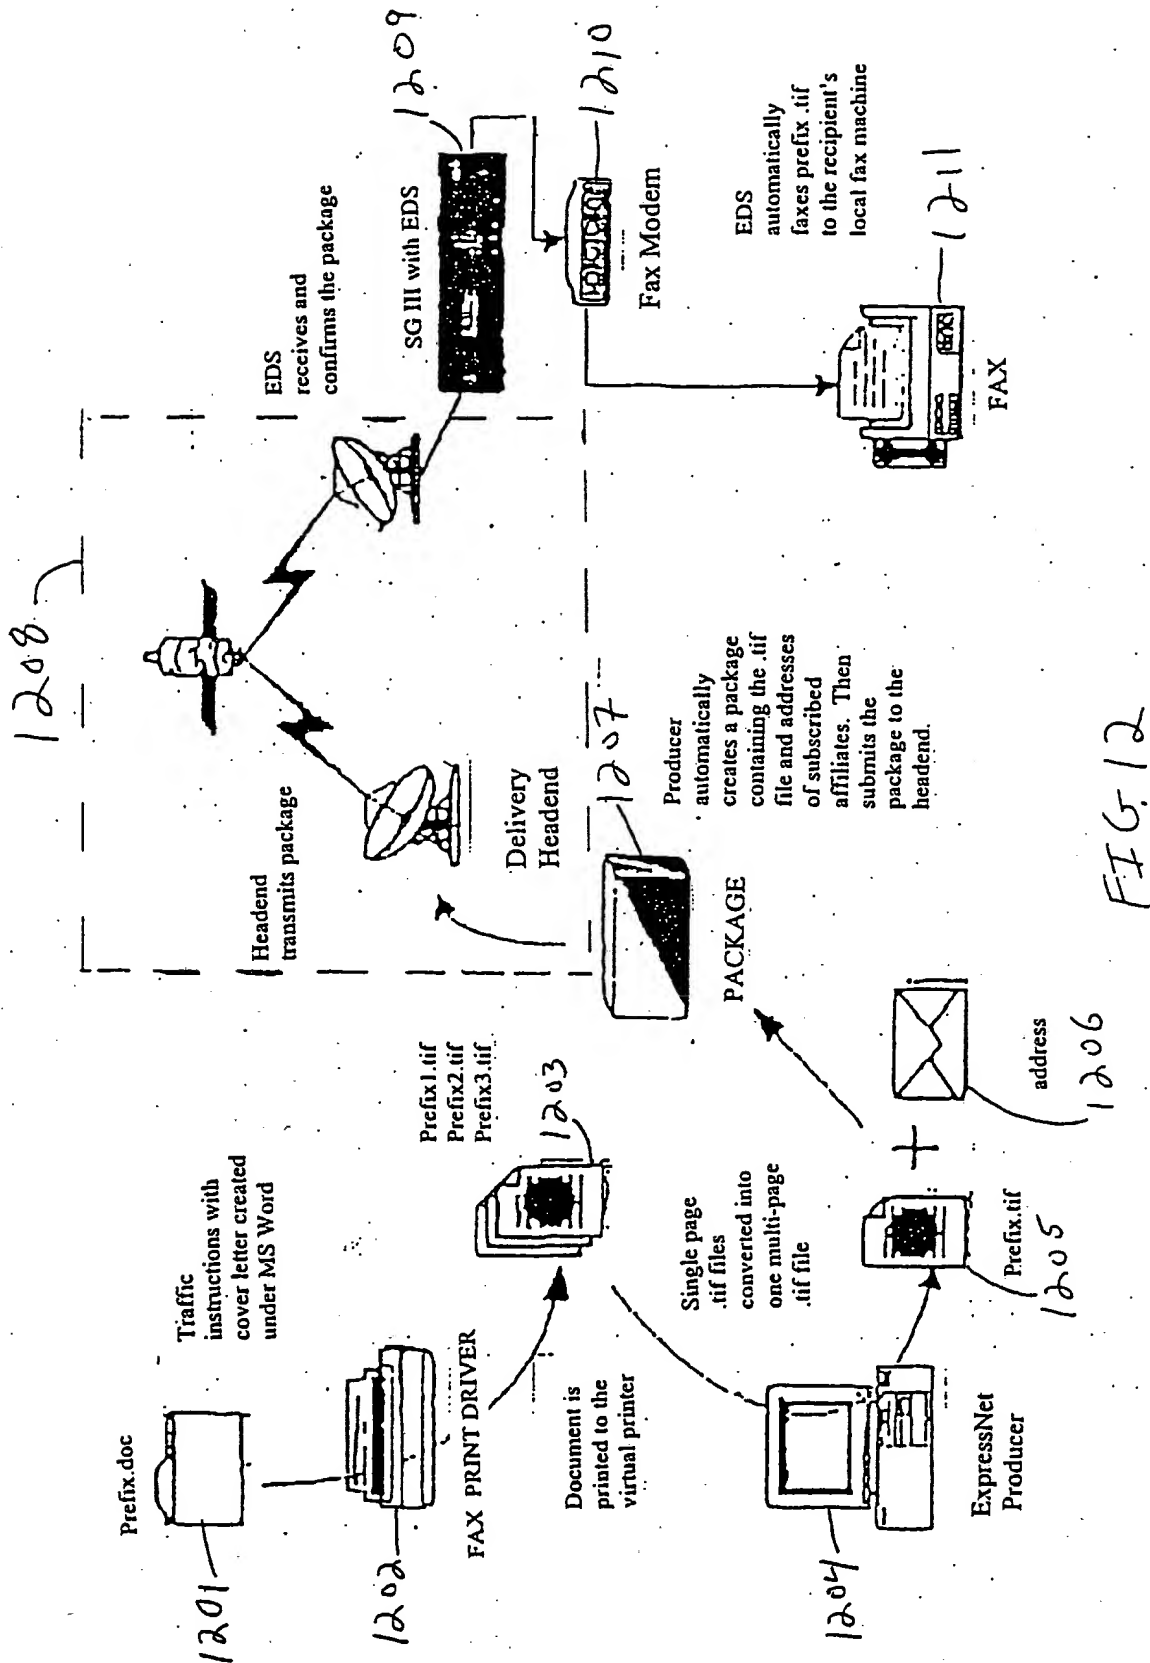 1208
Headend
transmits package
Delivery
Headend
EDS
receives and
confirms the package
SG III with EDS
1209
1210
Fax Modem
EDS
automatically
faxes prefix .tif
to the recipient's
local fax machine
1211
FAX
Prefix.doc
1201
Traffic
instructions with
cover letter created
under MS Word
1202
FAX PRINT DRIVER
Document is
printed to the
virtual printer
Prefix1.tif
Prefix2.tif
Prefix3.tif
1203
Single page
.tif files
converted into
one multi-page
.tif file
1204
ExpressNet
Producer
Prefix.tif
1205
+
address
1206
PACKAGE
1207
Producer
automatically
creates a package
containing the .tif
file and addresses
of subscribed
affiliates. Then
submits the
package to the
headend.
FIG. 12